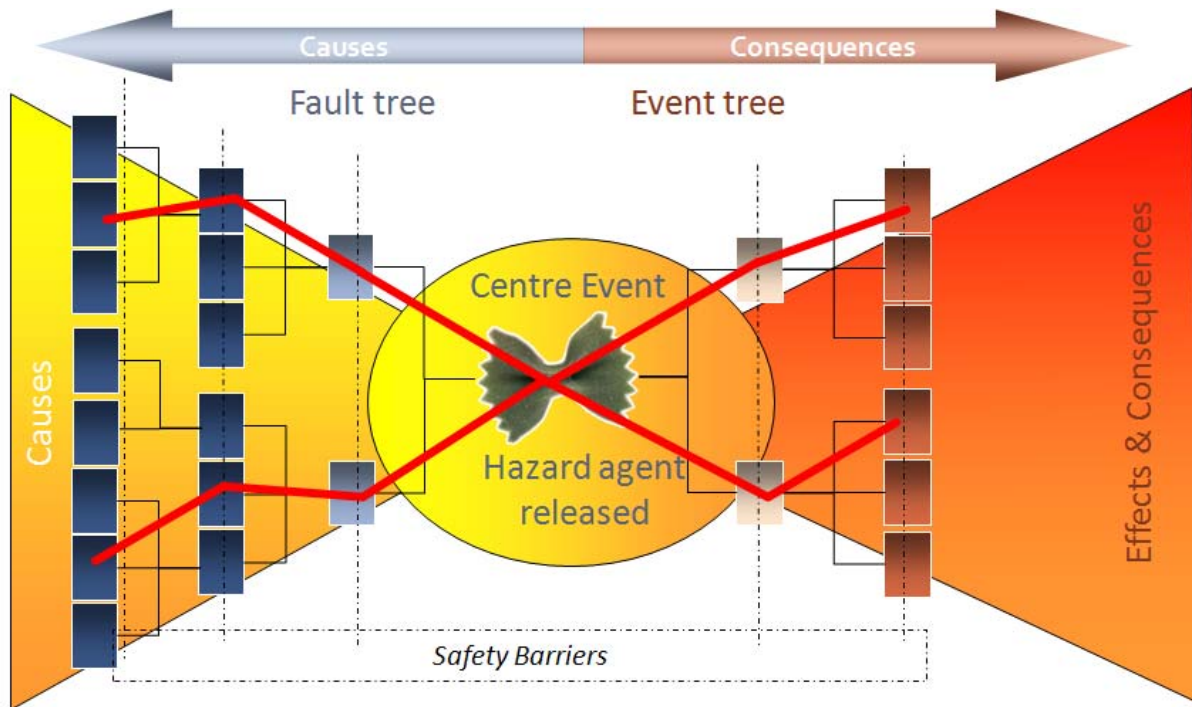 Causes
Consequences
Fault tree
Event tree
Causes
Centre Event
Hazard agent
released
Effects & Consequences
Safety Barriers